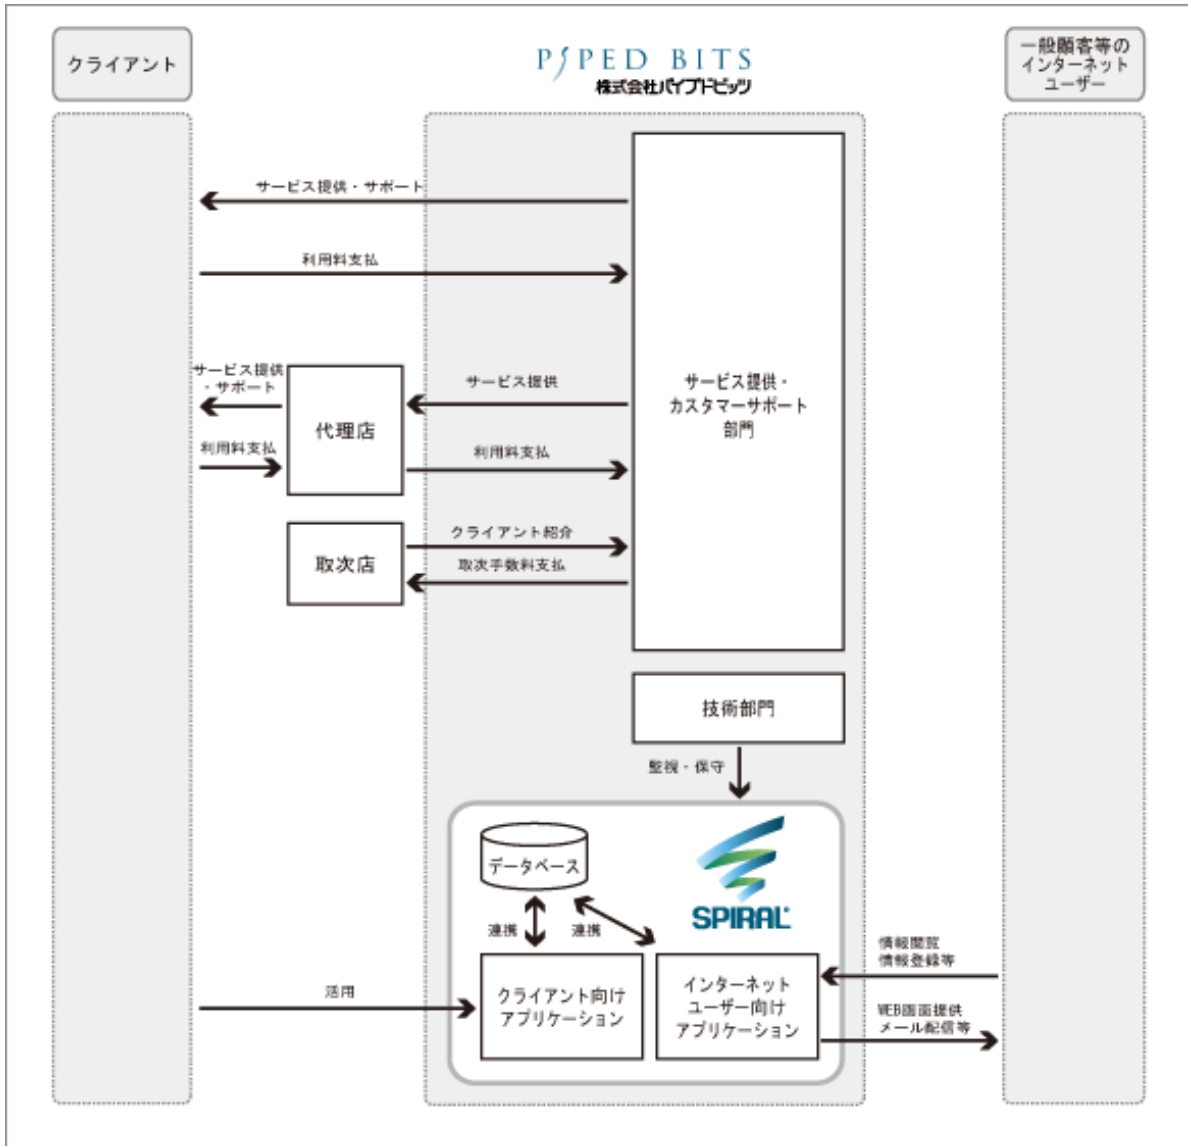 クライアント
PIPED BITS
株式会社パイプドビッツ
一般顧客等の
インターネット
ユーザー
サービス提供・サポート
利用料支払
サービス提供
・サポート
利用料支払
代理店
サービス提供
利用料支払
サービス提供・
カスタマーサポート
部門
取次店
クライアント紹介
取次手数料支払
技術部門
監視・保守
データベース
SPIRAL®
連携
連携
クライアント向け
アプリケーション
インターネット
ユーザー向け
アプリケーション
活用
情報閲覧
情報登録等
WEB画面提供
メール配信等